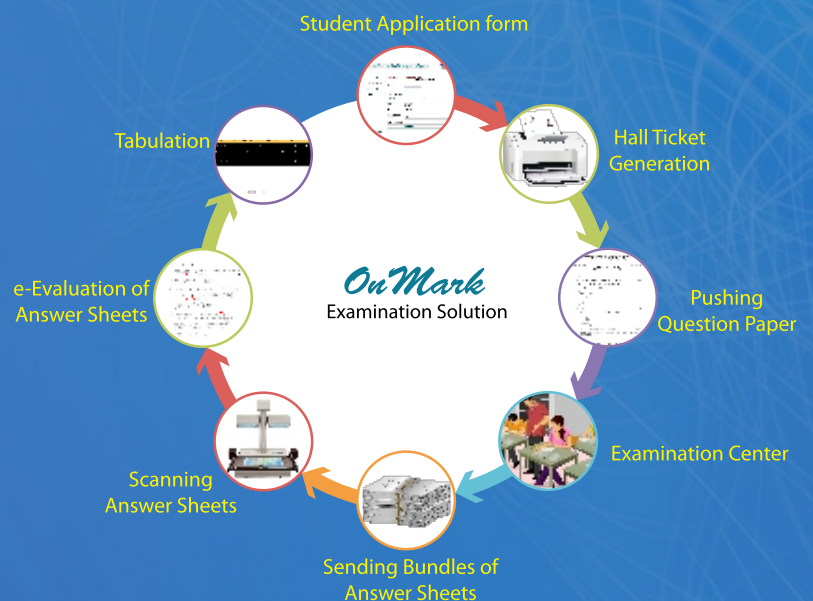 Student Application form
Hall Ticket
Generation
Pushing
Question Paper
Examination Center
Sending Bundles of
Answer Sheets
Scanning
Answer Sheets
e-Evaluation of
Answer Sheets
Tabulation
OnMark
Examination Solution